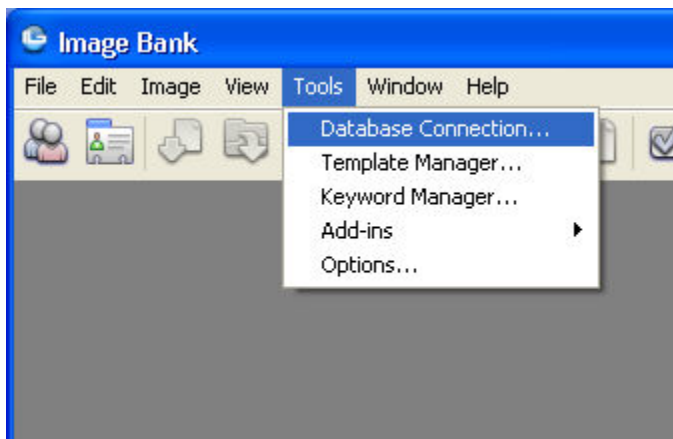 Image Bank
File Edit Image View Tools Window Help
Database Connection...
Template Manager...
Keyword Manager...
Add-ins
Options...